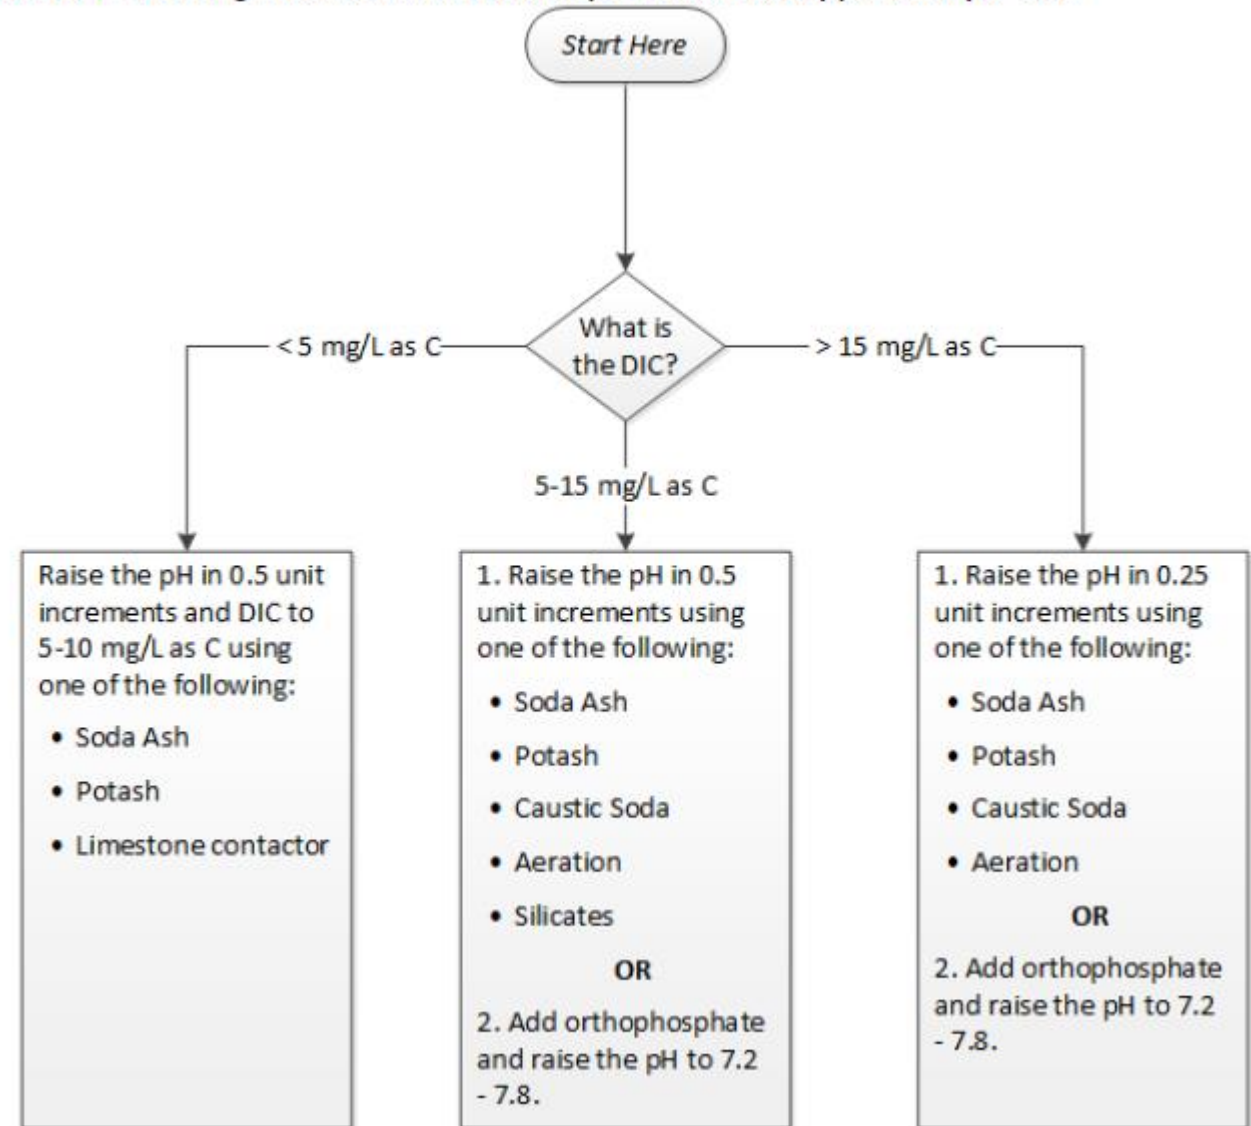 Start Here
What is
the DIC?
< 5 mg/L as C
> 15 mg/L as C
5-15 mg/L as C
Raise the pH in 0.5 unit
increments and DIC to
5-10 mg/L as C using
one of the following:
• Soda Ash
• Potash
• Limestone contactor
1. Raise the pH in 0.5
unit increments using
one of the following:
• Soda Ash
• Potash
• Caustic Soda
• Aeration
• Silicates
OR
2. Add orthophosphate
and raise the pH to 7.2
- 7.8.
1. Raise the pH in 0.25
unit increments using
one of the following:
• Soda Ash
• Potash
• Caustic Soda
• Aeration
OR
2. Add orthophosphate
and raise the pH to 7.2
- 7.8.